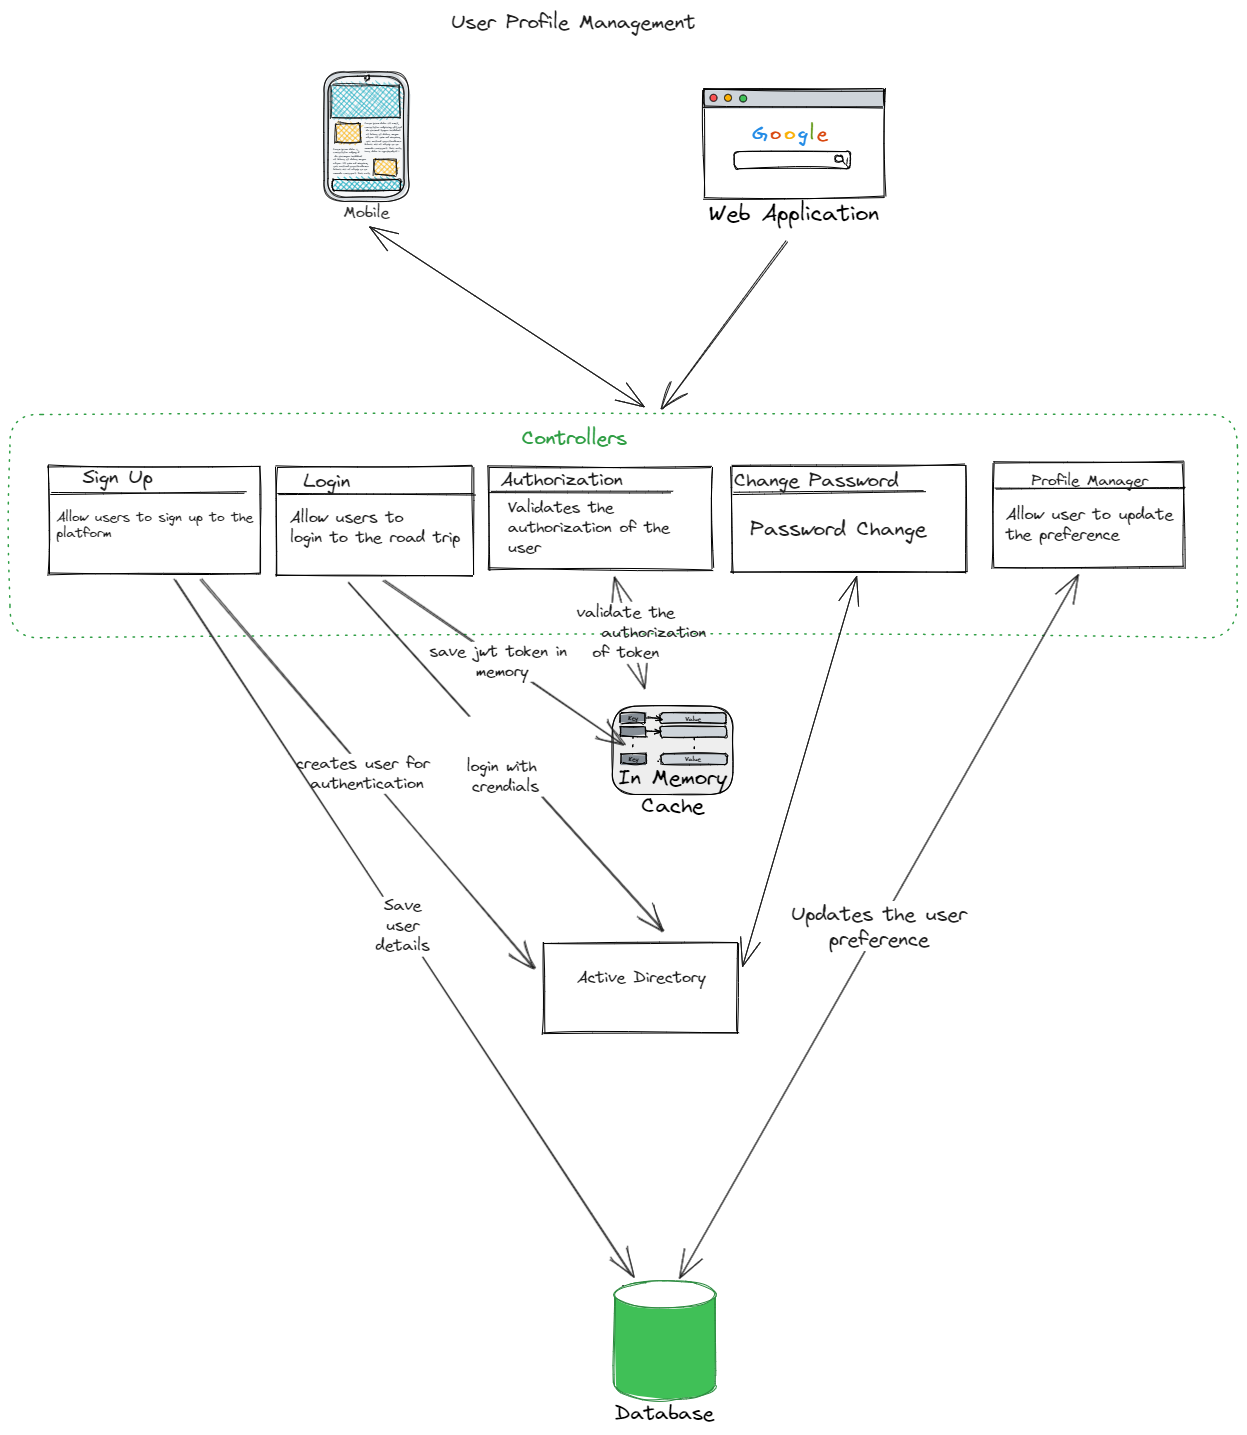 User Profile Management
Google
Mobile
Web Application
Controllers
Sign Up
Allow users to sign up to the
platform
Login
Allow users to
login to the road trip
Authorization
Validates the
authorization of the
user
Change Password
Password Change
Profile Manager
Allow user to update
the preference
validate the
authorization
of token
save jwt token in
memory
Key
Value
Key
Value
In Memory
Cache
creates user for
authentication
login with
crendials
Save
user
details
Updates the user
preference
Active Directory
Database